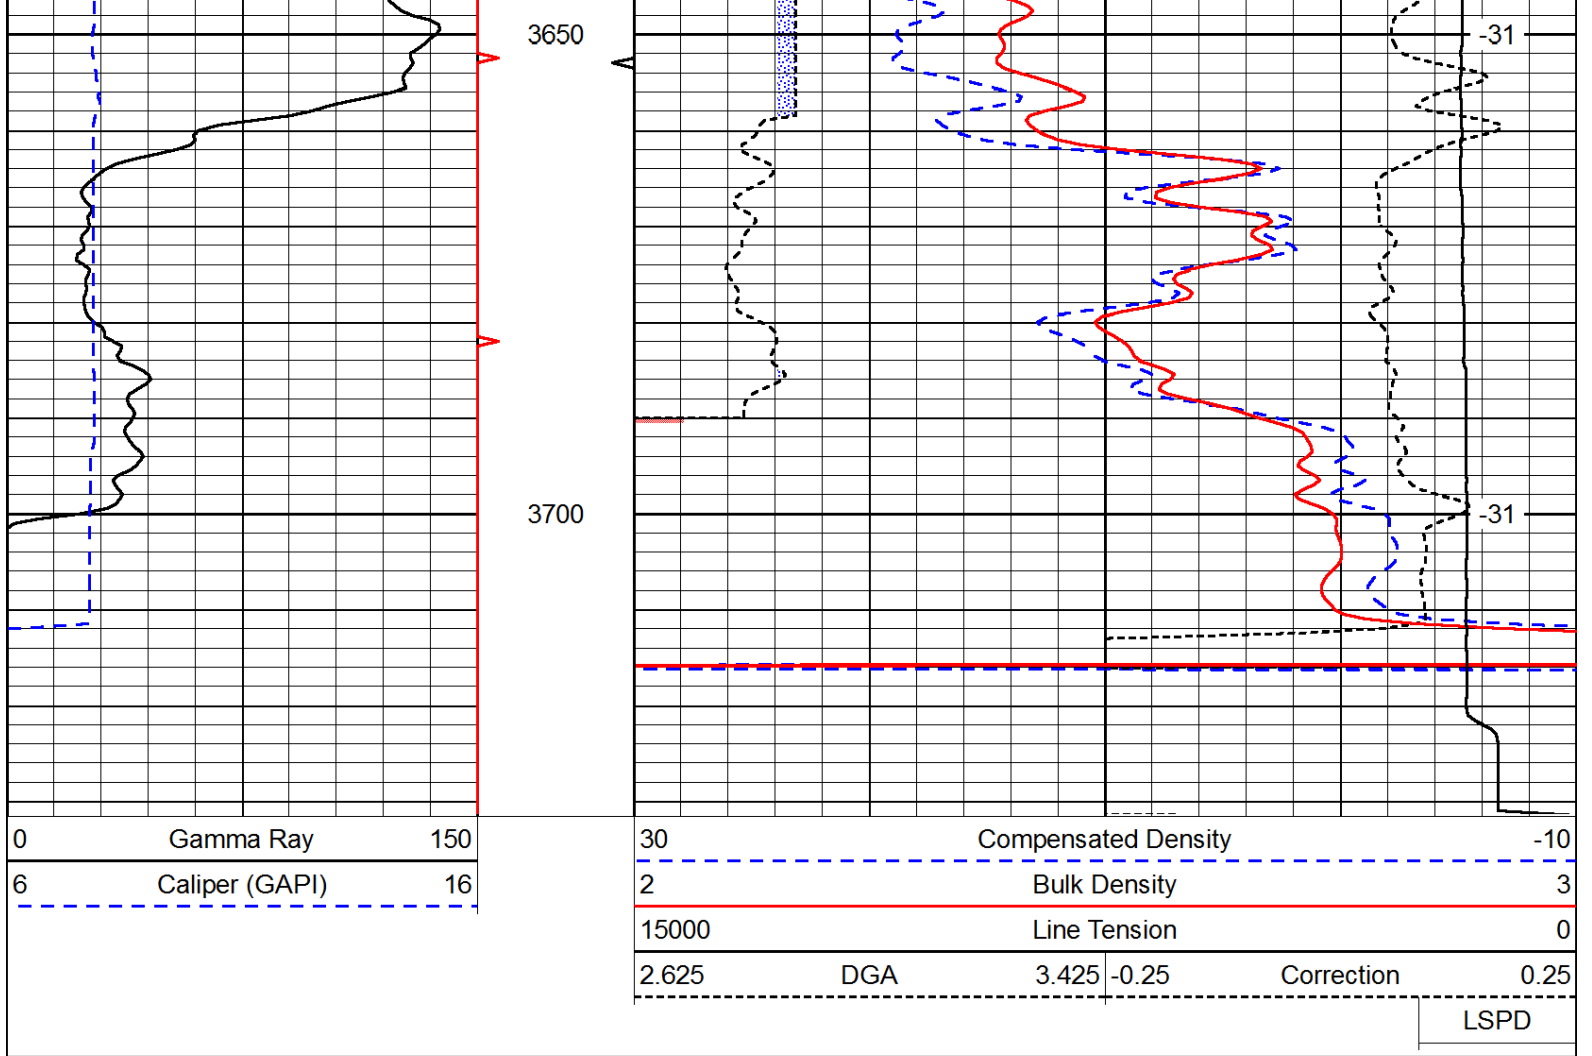 3650 -31
3700 -31
0 Gamma Ray 150
6 Caliper (GAPI) 16
30 Compensated Density -10
2 Bulk Density 3
15000 Line Tension 0
2.625 DGA 3.425 -0.25 Correction 0.25
LSPD